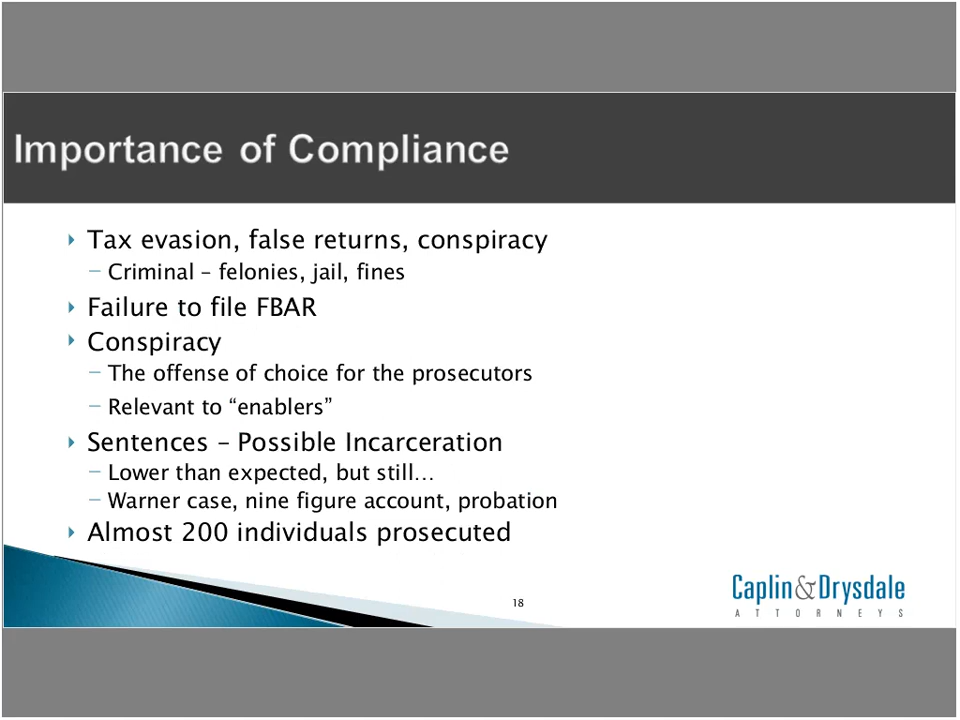 Importance of Compliance
Tax evasion, false returns, conspiracy
– Criminal – felonies, jail, fines
Failure to file FBAR
Conspiracy
– The offense of choice for the prosecutors
– Relevant to “enablers”
Sentences – Possible Incarceration
– Lower than expected, but still…
– Warner case, nine figure account, probation
Almost 200 individuals prosecuted
18
Caplin & Drysdale
ATTORNEYS